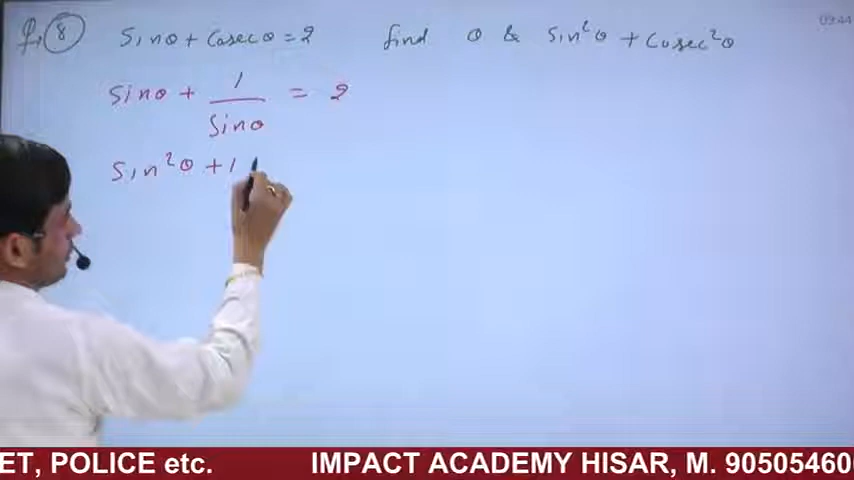 Q. 8 Sinθ + Cosecθ = 2 find θ & Sin²θ + Cosec²θ
03:44
Sinθ + 1/Sinθ = 2
Sin²θ + 1
ET, POLICE etc. IMPACT ACADEMY HISAR, M. 90505460